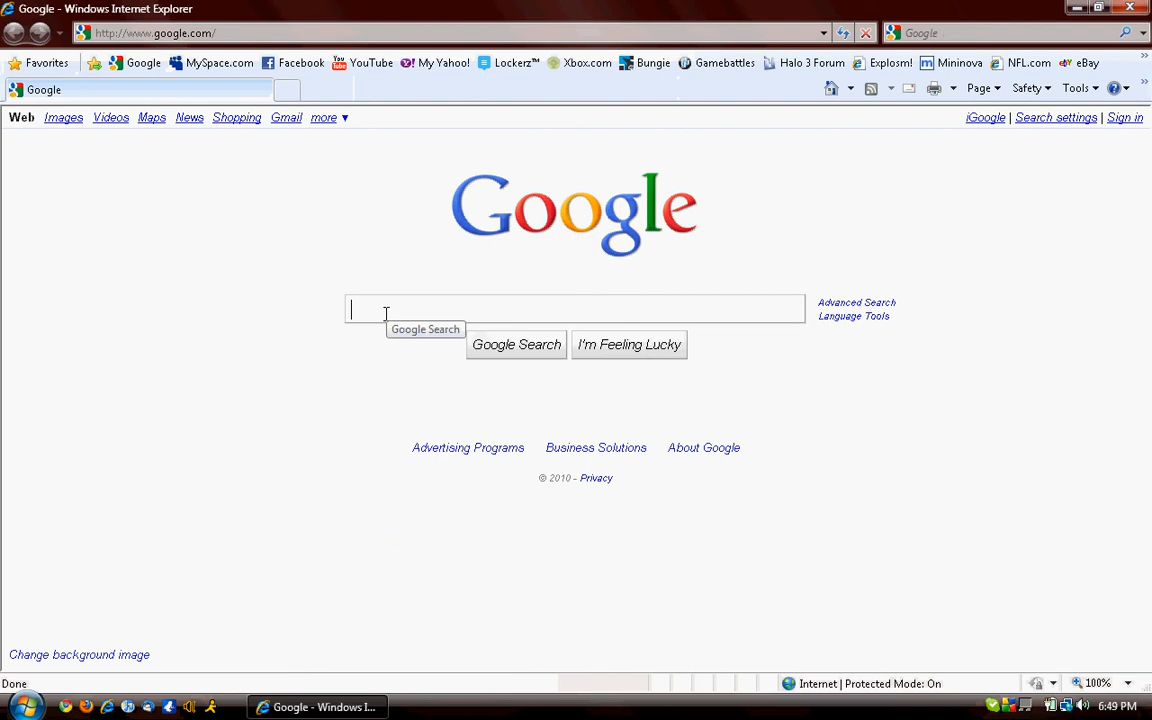 Google - Windows Internet Explorer
http://www.google.com/
Google
Favorites Google MySpace.com Facebook YouTube My Yahoo! Lockerz™ Xbox.com Bungie Gamebattles Halo 3 Forum Explosm! Mininova NFL.com eBay
Google
Page Safety Tools
Web Images Videos Maps News Shopping Gmail more ▼
iGoogle | Search settings | Sign in
Google
Advanced Search
Language Tools
Google Search
Google Search I'm Feeling Lucky
Advertising Programs Business Solutions About Google
© 2010 - Privacy
Change background image
Done
Internet | Protected Mode: On
100%
Google - Windows I...
6:49 PM